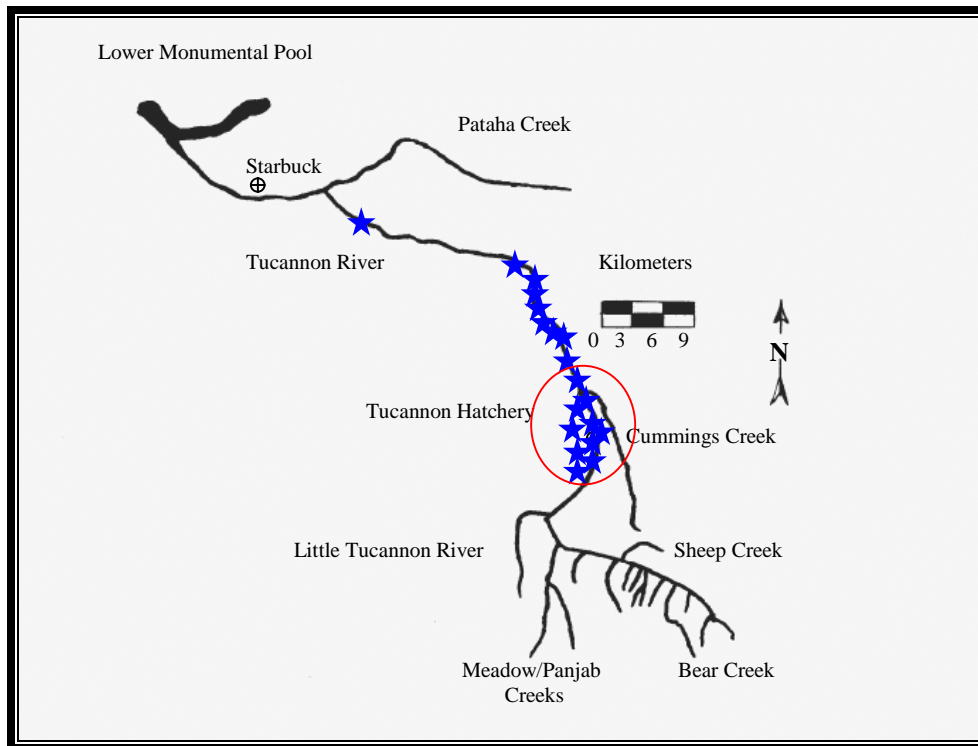 Lower Monumental Pool
Pataha Creek
Starbuck
Tucannon River
Kilometers
0 3 6 9
N
Tucannon Hatchery
Cummings Creek
Little Tucannon River
Sheep Creek
Meadow/Panjab
Creeks
Bear Creek